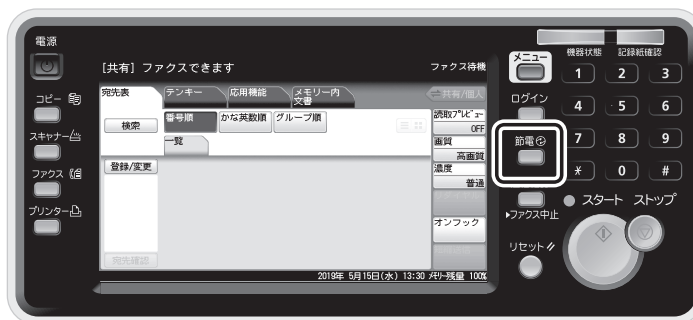 電源
機器状態 記録紙確認
メニュー
[共有] ファクスできます ファクス待機
1 2 3
宛先表 テンキー 応用機能 メモリー内文書 共有/個人
コピー
ログイン
4 5 6
検索 番号順 かな英数順 グループ順
読取プレビュー
OFF
スキャナー
一覧
画質
高画質
節電
7 8 9
ファクス
登録/変更
濃度
普通
* 0 #
プリンター
スタート ストップ
オンフック
ファクス中止
リセット
宛先確認
2019年 5月15日(水) 13:30 メモリー残量 100%